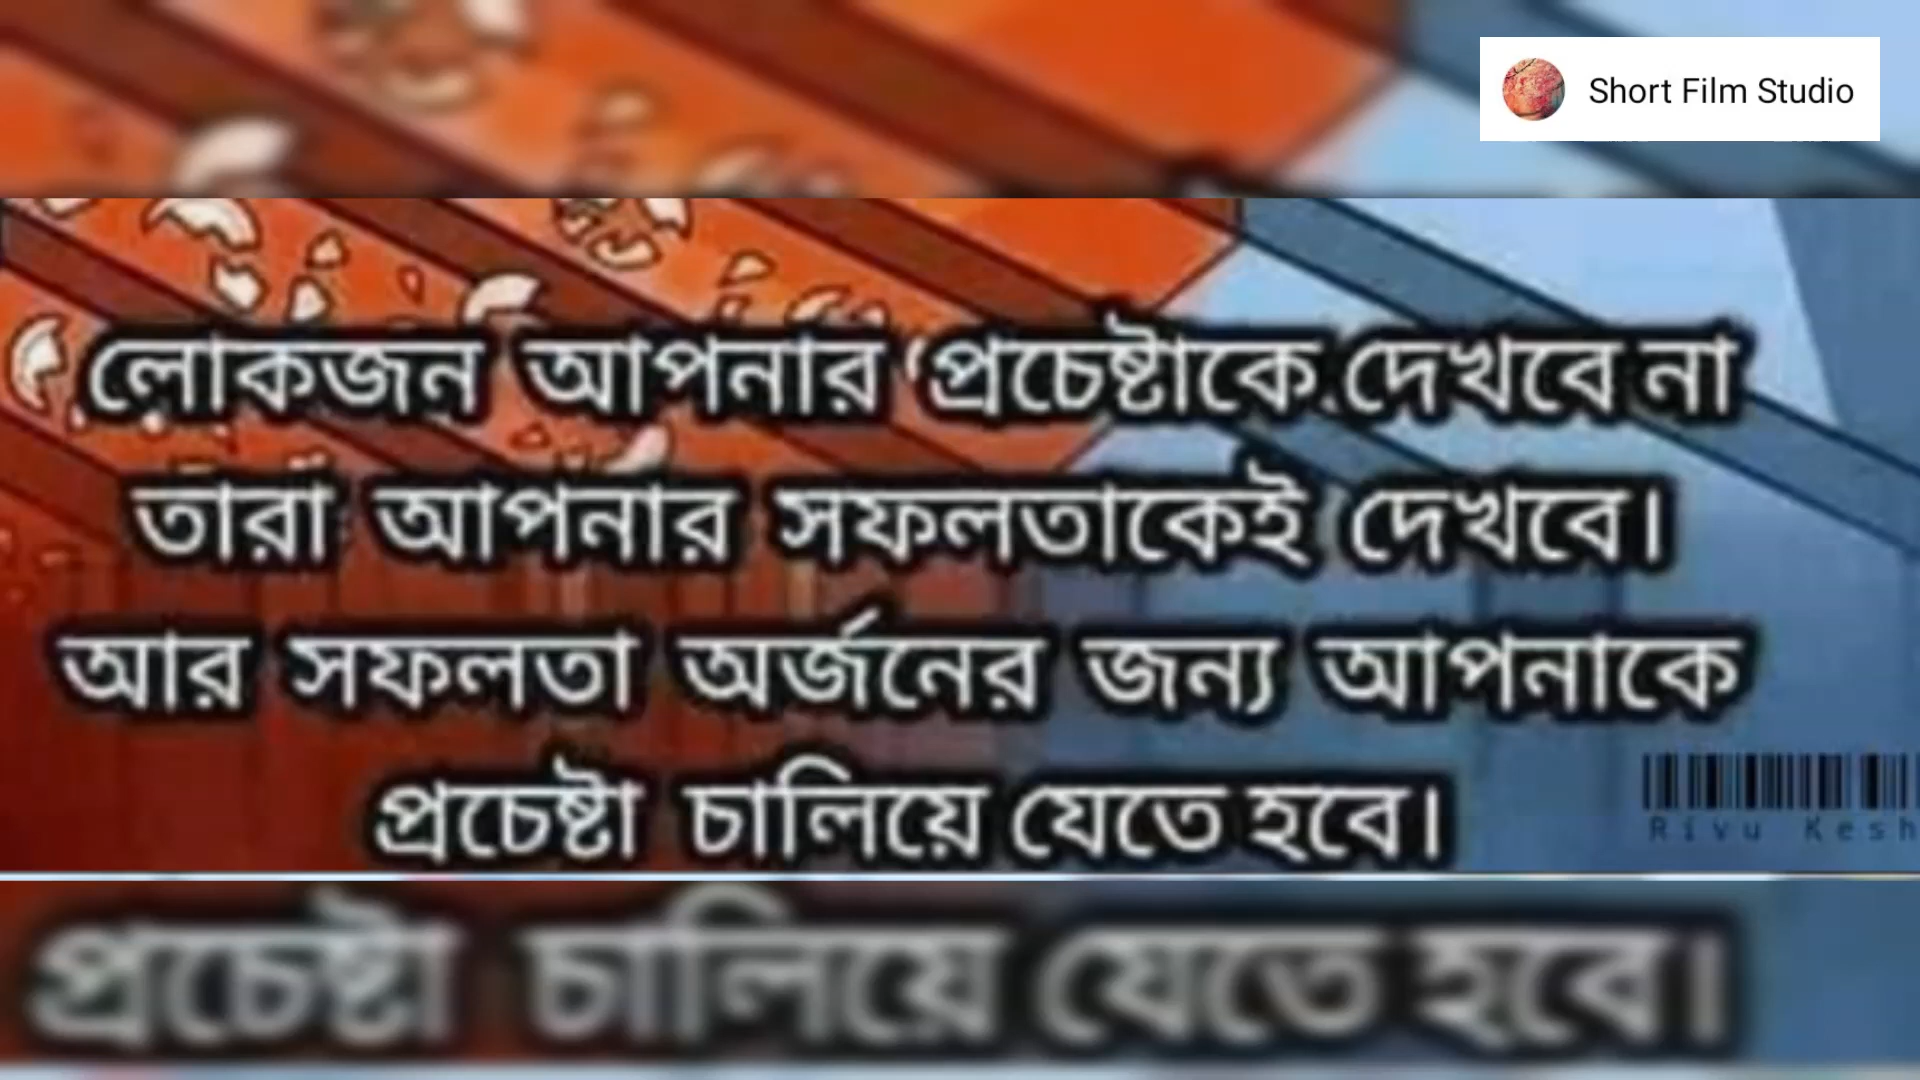 Short Film Studio
লোকজন আপনার প্রচেষ্টাকে দেখবে না
তারা আপনার সফলতাকেই দেখবে।
আর সফলতা অর্জনের জন্য আপনাকে
প্রচেষ্টা চালিয়ে যেতে হবে।
Rivu Kesh
প্রচেষ্টা চালিয়ে যেতে হবে।